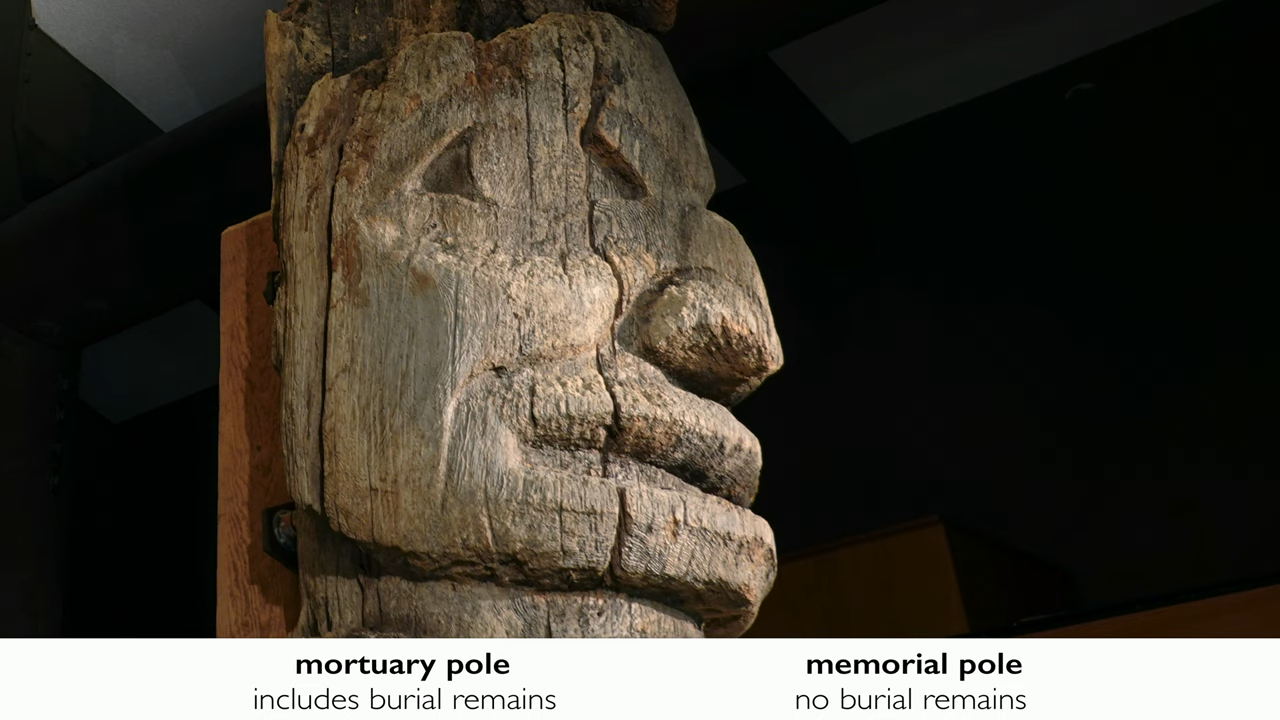 mortuary pole
includes burial remains
memorial pole
no burial remains